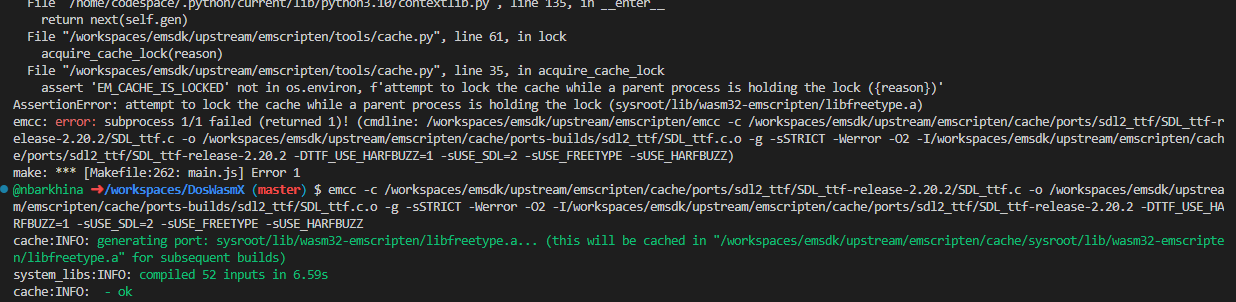 File "/home/codespace/.python/current/lib/python3.10/contextlib.py", line 135, in __enter__
return next(self.gen)
File "/workspaces/emsdk/upstream/emscripten/tools/cache.py", line 61, in lock
acquire_cache_lock(reason)
File "/workspaces/emsdk/upstream/emscripten/tools/cache.py", line 35, in acquire_cache_lock
assert 'EM_CACHE_IS_LOCKED' not in os.environ, f'attempt to lock the cache while a parent process is holding the lock ({reason})'
AssertionError: attempt to lock the cache while a parent process is holding the lock (sysroot/lib/wasm32-emscripten/libfreetype.a)
emcc: error: subprocess 1/1 failed (returned 1)! (cmdline: /workspaces/emsdk/upstream/emscripten/emcc -c /workspaces/emsdk/upstream/emscripten/cache/ports/sdl2_ttf/SDL_ttf-r
elease-2.20.2/SDL_ttf.c -o /workspaces/emsdk/upstream/emscripten/cache/ports-builds/sdl2_ttf/SDL_ttf.c.o -g -sSTRICT -Werror -O2 -I/workspaces/emsdk/upstream/emscripten/cach
e/ports/sdl2_ttf/SDL_ttf-release-2.20.2 -DTTF_USE_HARFBUZZ=1 -sUSE_SDL=2 -sUSE_FREETYPE -sUSE_HARFBUZZ)
make: *** [Makefile:262: main.js] Error 1
@nbarkhina ➜/workspaces/DosWasmX (master) $ emcc -c /workspaces/emsdk/upstream/emscripten/cache/ports/sdl2_ttf/SDL_ttf-release-2.20.2/SDL_ttf.c -o /workspaces/emsdk/upstrea
m/emscripten/cache/ports-builds/sdl2_ttf/SDL_ttf.c.o -g -sSTRICT -Werror -O2 -I/workspaces/emsdk/upstream/emscripten/cache/ports/sdl2_ttf/SDL_ttf-release-2.20.2 -DTTF_USE_HA
RFBUZZ=1 -sUSE_SDL=2 -sUSE_FREETYPE -sUSE_HARFBUZZ
cache:INFO: generating port: sysroot/lib/wasm32-emscripten/libfreetype.a... (this will be cached in "/workspaces/emsdk/upstream/emscripten/cache/sysroot/lib/wasm32-emscripte
n/libfreetype.a" for subsequent builds)
system_libs:INFO: compiled 52 inputs in 6.59s
cache:INFO:  - ok